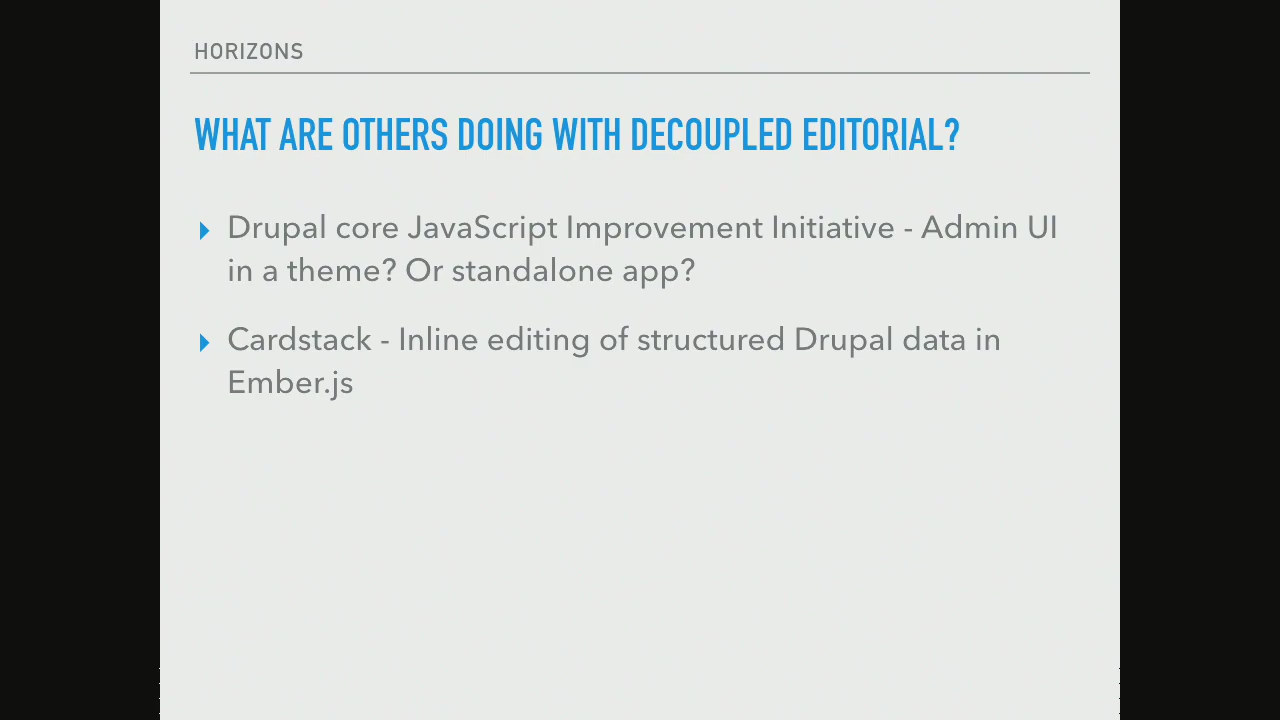 HORIZONS
WHAT ARE OTHERS DOING WITH DECOUPLED EDITORIAL?
Drupal core JavaScript Improvement Initiative - Admin UI
in a theme? Or standalone app?
Cardstack - Inline editing of structured Drupal data in
Ember.js